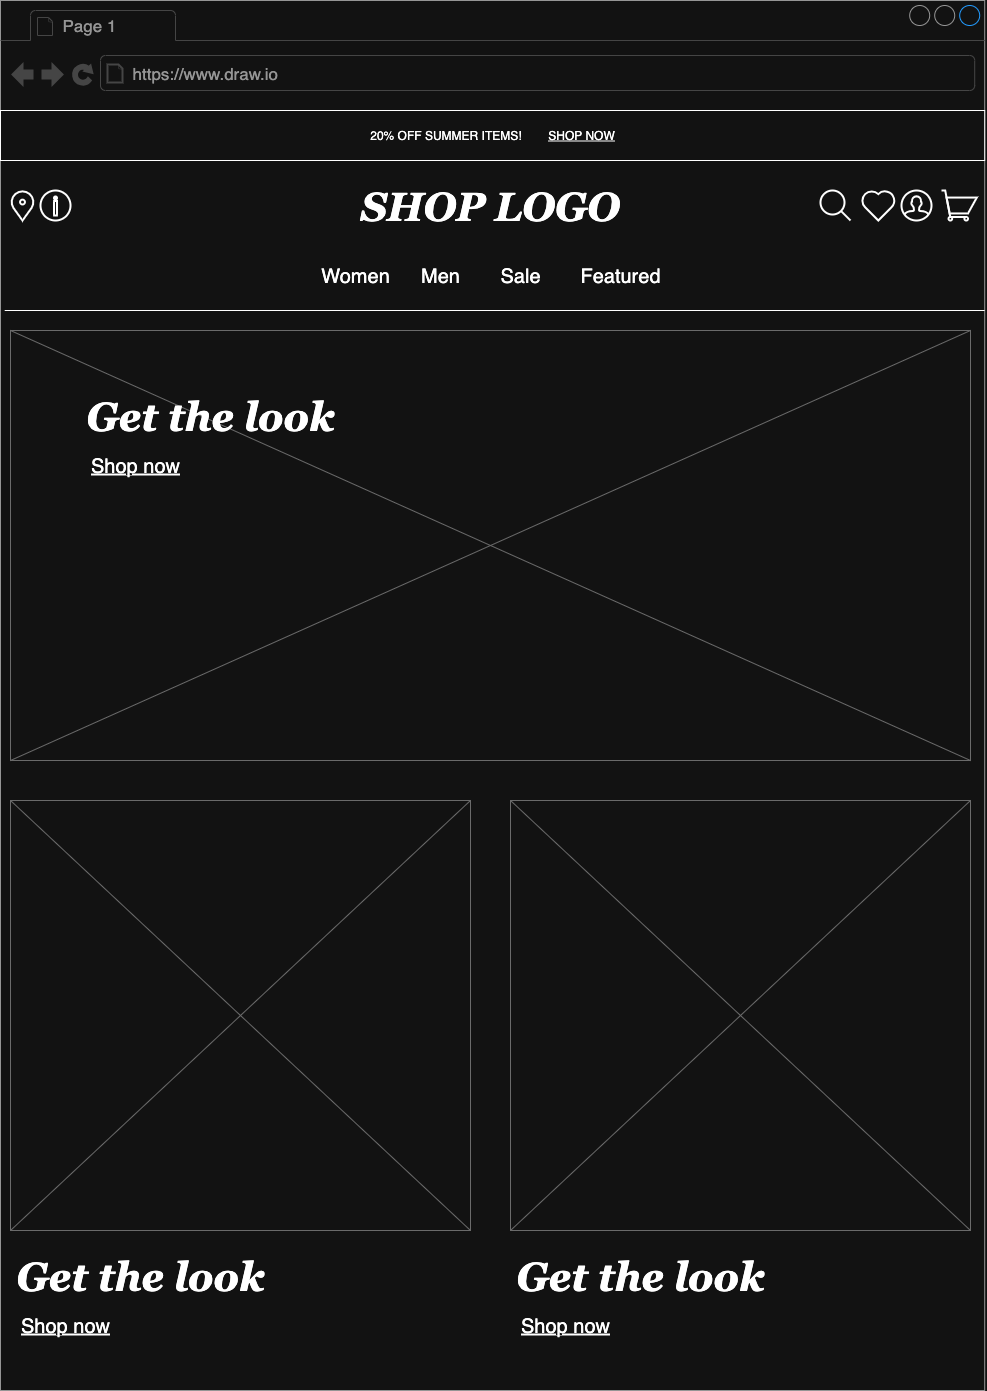 Page 1
https://www.draw.io
20% OFF SUMMER ITEMS! SHOP NOW
SHOP LOGO
Women Men Sale Featured
Get the look
Shop now
Get the look
Shop now
Get the look
Shop now